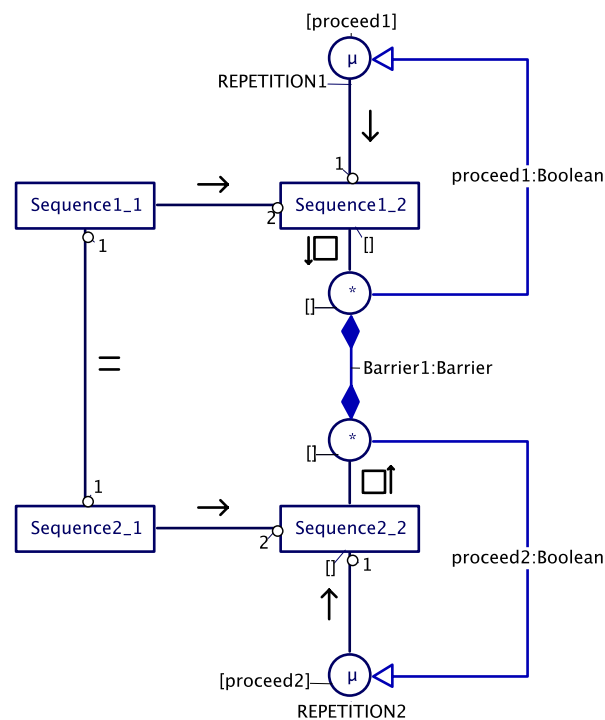 [proceed1]
μ
REPETITION1
1
proceed1:Boolean
Sequence1_1
Sequence1_2
2
1
[]
*
[]
=
Barrier1:Barrier
*
[]
1
Sequence2_1
Sequence2_2
2
[]
1
proceed2:Boolean
[proceed2]
μ
REPETITION2